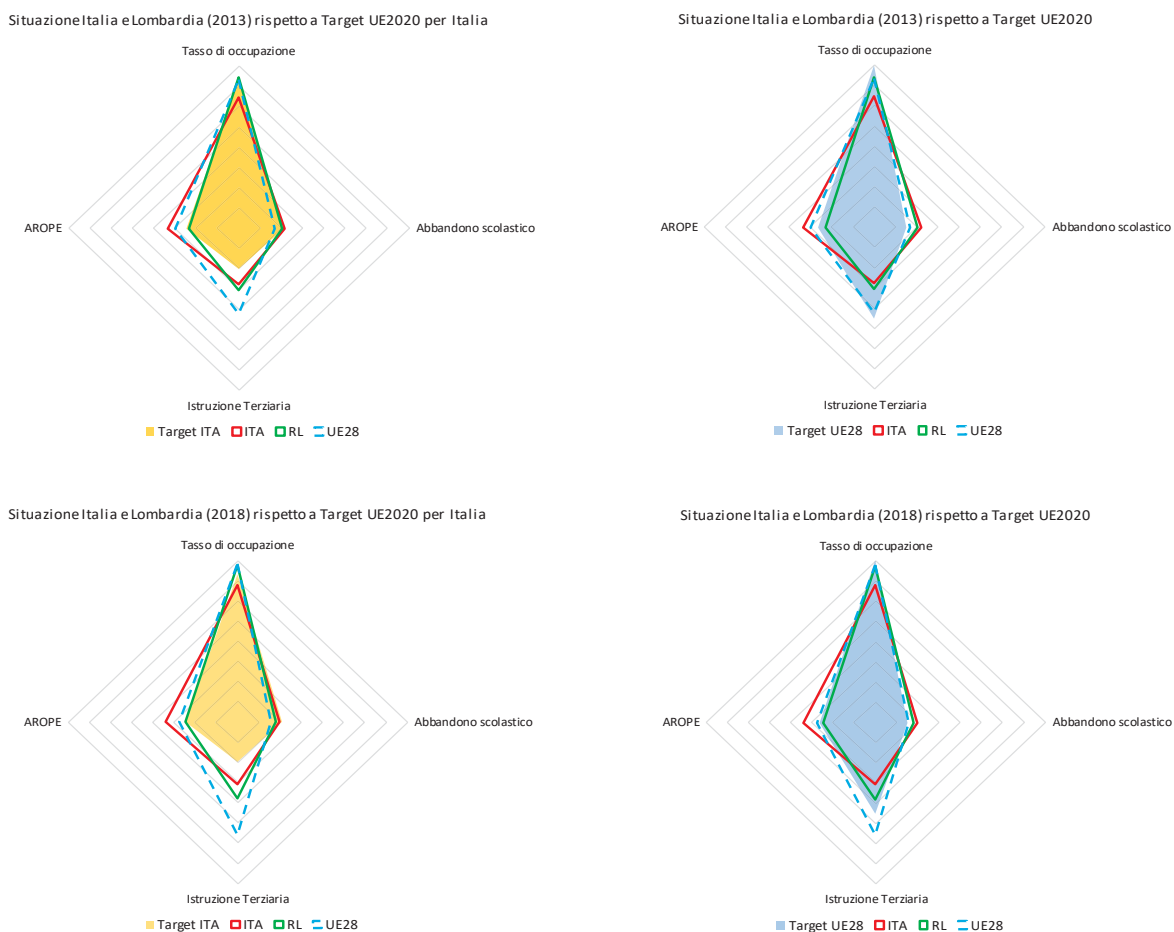 Situazione Italia e Lombardia (2013) rispetto a Target UE2020 per Italia
Tasso di occupazione
AROPE
Abbandono scolastico
Istruzione Terziaria
Target ITA ITA RL UE28
Situazione Italia e Lombardia (2013) rispetto a Target UE2020
Tasso di occupazione
AROPE
Abbandono scolastico
Istruzione Terziaria
Target UE28 ITA RL UE28
Situazione Italia e Lombardia (2018) rispetto a Target UE2020 per Italia
Tasso di occupazione
AROPE
Abbandono scolastico
Istruzione Terziaria
Target ITA ITA RL UE28
Situazione Italia e Lombardia (2018) rispetto a Target UE2020
Tasso di occupazione
AROPE
Abbandono scolastico
Istruzione Terziaria
Target UE28 ITA RL UE28